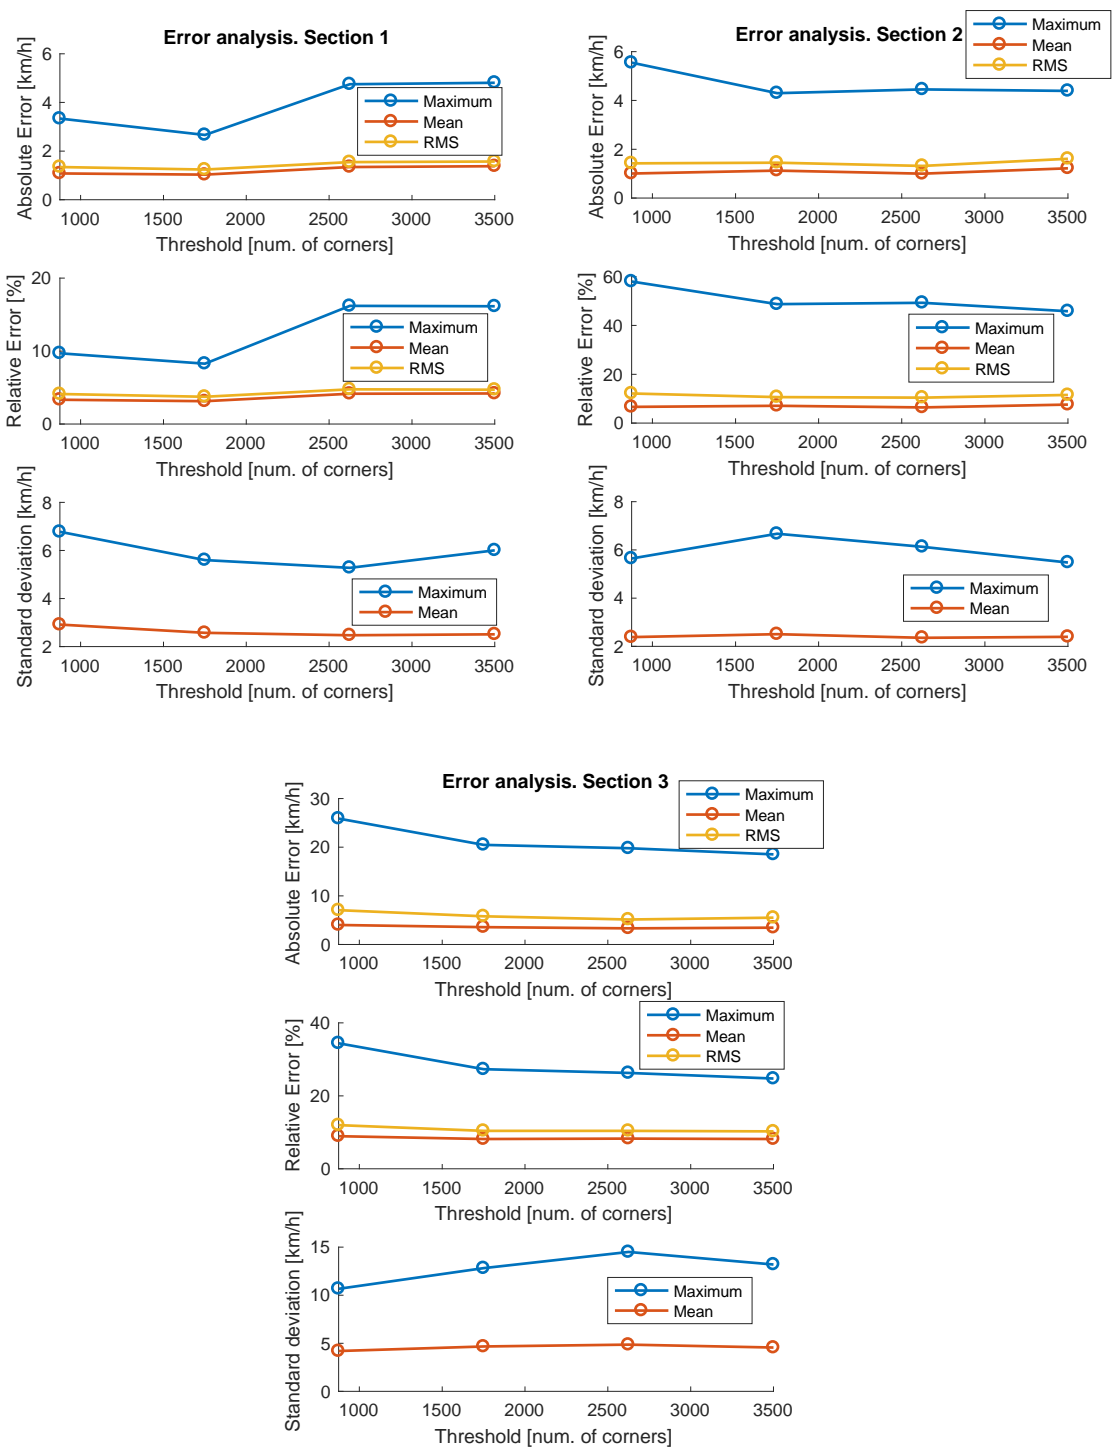 Error analysis. Section 1
Absolute Error [km/h]
6
4
2
0
1000 1500 2000 2500 3000 3500
Threshold [num. of corners]
Maximum
Mean
RMS
Relative Error [%]
20
10
0
1000 1500 2000 2500 3000 3500
Threshold [num. of corners]
Maximum
Mean
RMS
Standard deviation [km/h]
8
6
4
2
1000 1500 2000 2500 3000 3500
Threshold [num. of corners]
Maximum
Mean
Error analysis. Section 2
Absolute Error [km/h]
6
4
2
0
1000 1500 2000 2500 3000 3500
Threshold [num. of corners]
Maximum
Mean
RMS
Relative Error [%]
60
40
20
0
1000 1500 2000 2500 3000 3500
Threshold [num. of corners]
Maximum
Mean
RMS
Standard deviation [km/h]
8
6
4
2
1000 1500 2000 2500 3000 3500
Threshold [num. of corners]
Maximum
Mean
Error analysis. Section 3
Absolute Error [km/h]
30
20
10
0
1000 1500 2000 2500 3000 3500
Threshold [num. of corners]
Maximum
Mean
RMS
Relative Error [%]
40
20
0
1000 1500 2000 2500 3000 3500
Threshold [num. of corners]
Maximum
Mean
RMS
Standard deviation [km/h]
15
10
5
0
1000 1500 2000 2500 3000 3500
Threshold [num. of corners]
Maximum
Mean